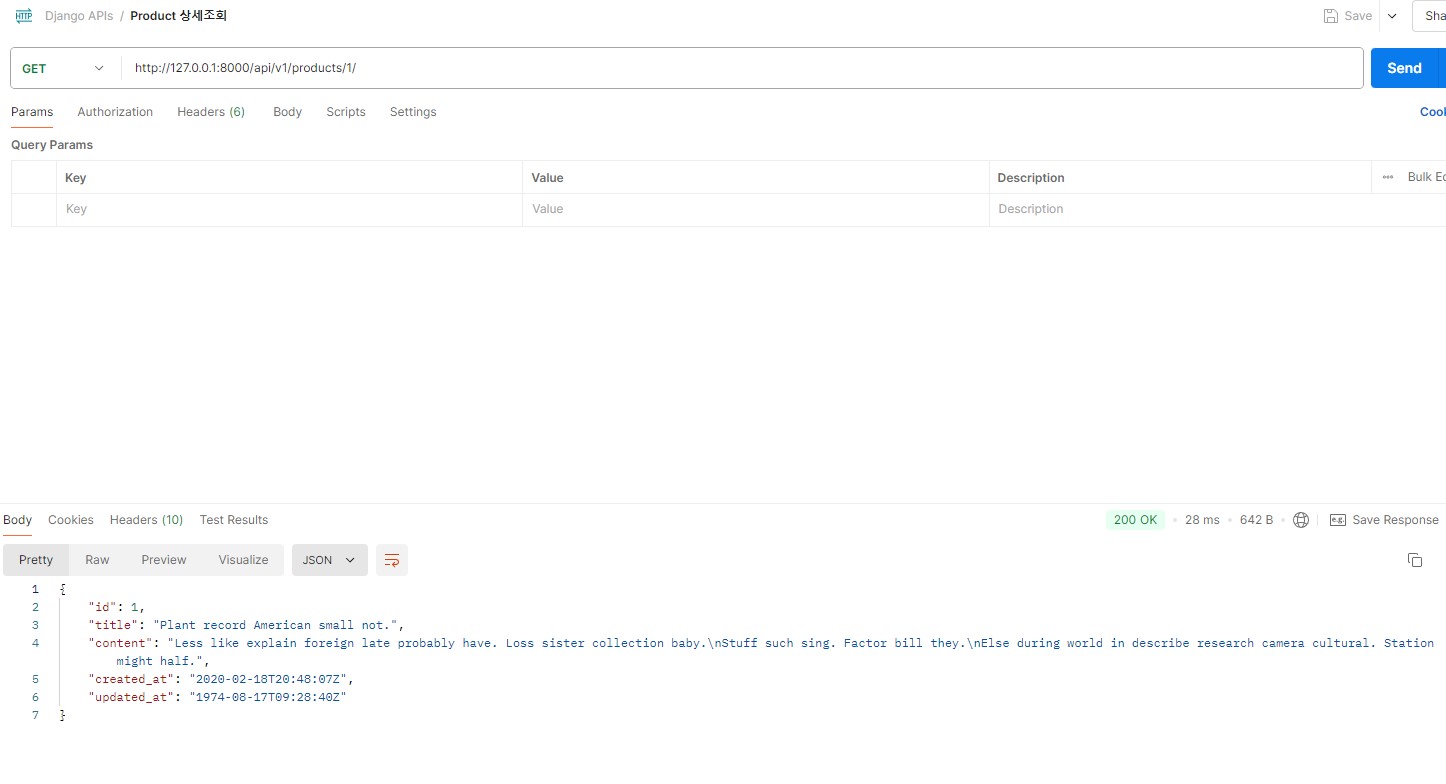 HTTP Django APIs / Product 상세조회 Save Sha
GET http://127.0.0.1:8000/api/v1/products/1/ Send
Params Authorization Headers (6) Body Scripts Settings Cook
Query Params
Key Value Description ••• Bulk Ed
Key Value Description
Body Cookies Headers (10) Test Results 200 OK • 28 ms • 642 B • e.g. Save Response
Pretty Raw Preview Visualize JSON
1 {
2 "id": 1,
3 "title": "Plant record American small not.",
4 "content": "Less like explain foreign late probably have. Loss sister collection baby.\nStuff such sing. Factor bill they.\nElse during world in describe research camera cultural. Station
might half.",
5 "created_at": "2020-02-18T20:48:07Z",
6 "updated_at": "1974-08-17T09:28:40Z"
7 }